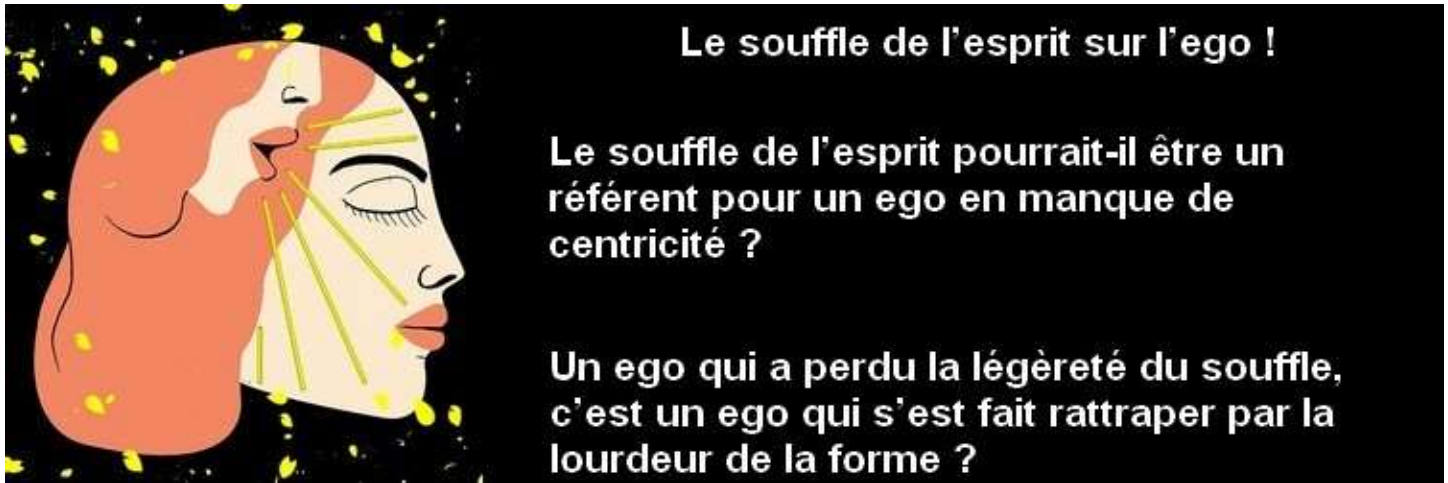 Le souffle de l'esprit sur l'ego !
Le souffle de l'esprit pourrait-il être un
référent pour un ego en manque de
centricité ?
Un ego qui a perdu la légèreté du souffle,
c'est un ego qui s'est fait rattraper par la
lourdeur de la forme ?